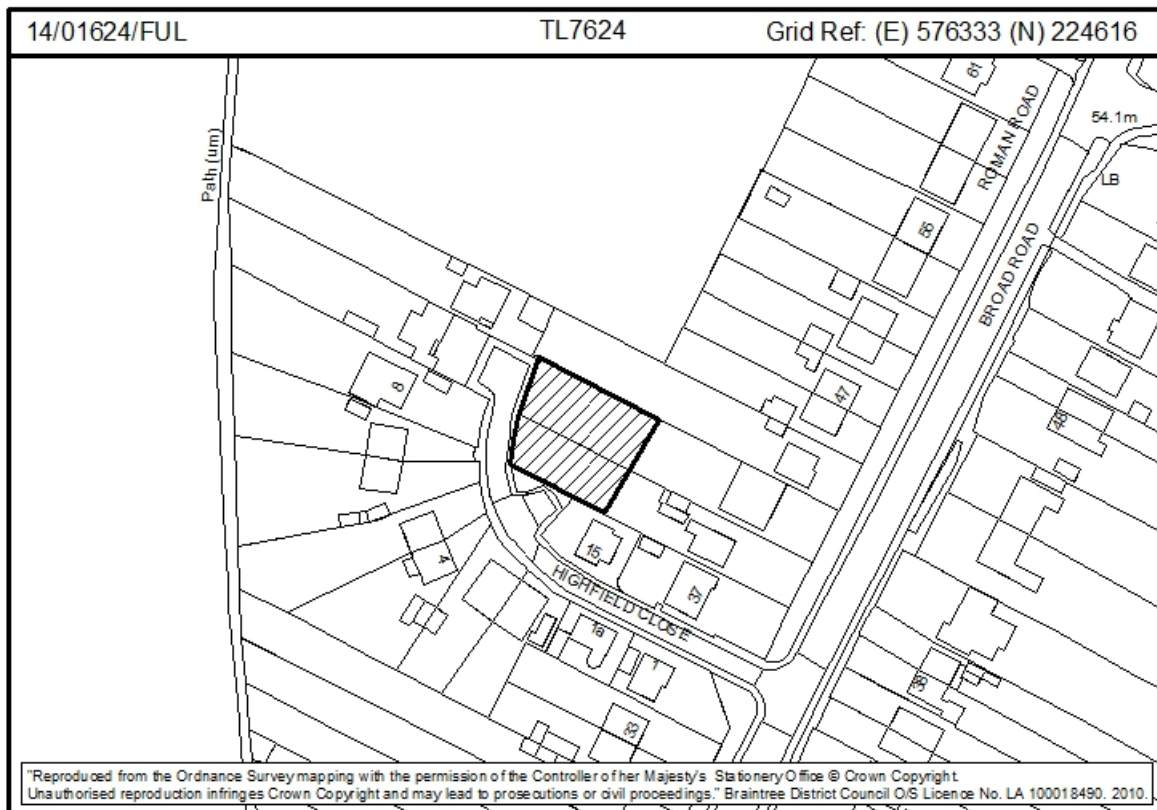 14/01624/FUL TL7624 Grid Ref: (E) 576333 (N) 224616
61
ROMAN ROAD
54.1m
Path (um)
LB
55
BROAD ROAD
8
47
48
4
15
HIGHFIELD CLOSE
37
1a
1
38
33
"Reproduced from the Ordnance Survey mapping with the permission of the Controller of her Majesty's Stationery Office © Crown Copyright.
Unauthorised reproduction infringes Crown Copyright and may lead to prosecutions or civil proceedings." Braintree District Council O/S Licence No. LA 100018490. 2010.